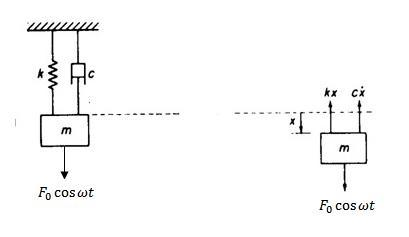 k
c
m
F₀ cos ωt
kx
cẋ
x
m
F₀ cos ωt